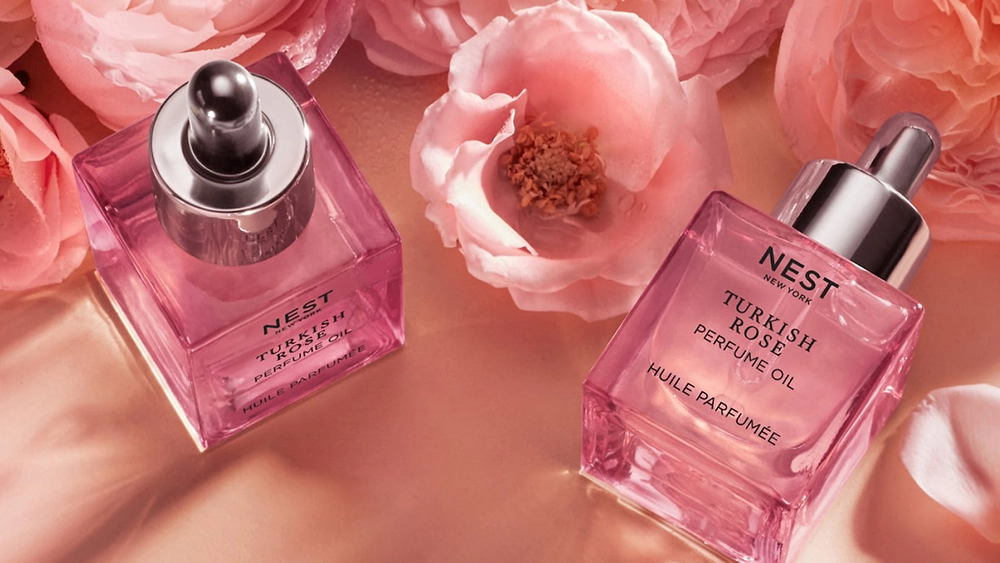 NEST
NEW YORK
TURKISH
ROSE
PERFUME OIL
HUILE PARFUMÉE
NEST
NEW YORK
TURKISH
ROSE
PERFUME OIL
HUILE PARFUMÉE